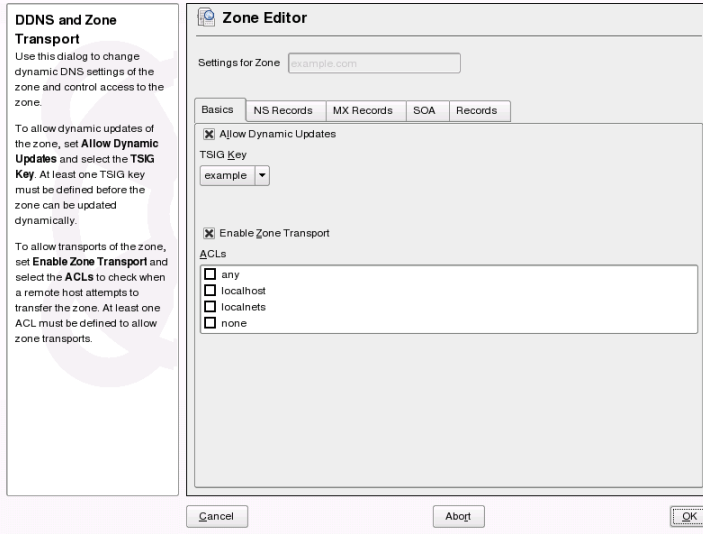 DDNS and Zone
Transport
Use this dialog to change
dynamic DNS settings of the
zone and control access to the
zone.
To allow dynamic updates of
the zone, set Allow Dynamic
Updates and select the TSIG
Key. At least one TSIG key
must be defined before the
zone can be updated
dynamically.
To allow transports of the zone,
set Enable Zone Transport and
select the ACLs to check when
a remote host attempts to
transfer the zone. At least one
ACL must be defined to allow
zone transports.
Zone Editor
Settings for Zone example.com
Basics NS Records MX Records SOA Records
Allow Dynamic Updates
TSIG Key
example
Enable Zone Transport
ACLs
any
localhost
localnets
none
Cancel Abort OK